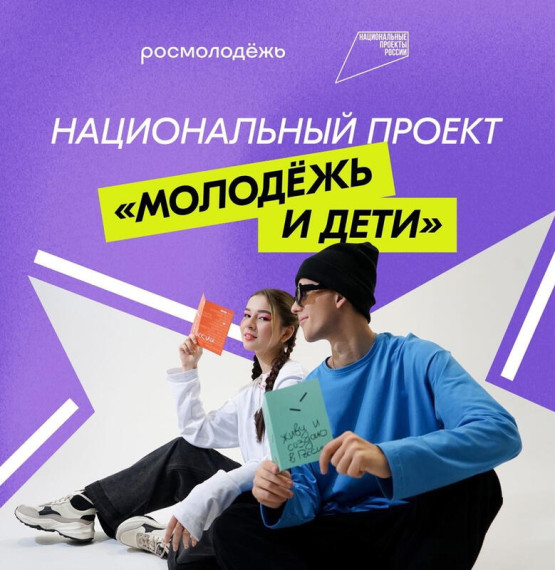 росмолодёжь
НАЦИОНАЛЬНЫЕ
ПРОЕКТЫ
РОССИИ
НАЦИОНАЛЬНЫЙ ПРОЕКТ
«МОЛОДЁЖЬ
И ДЕТИ»
живу и
создаю
в России